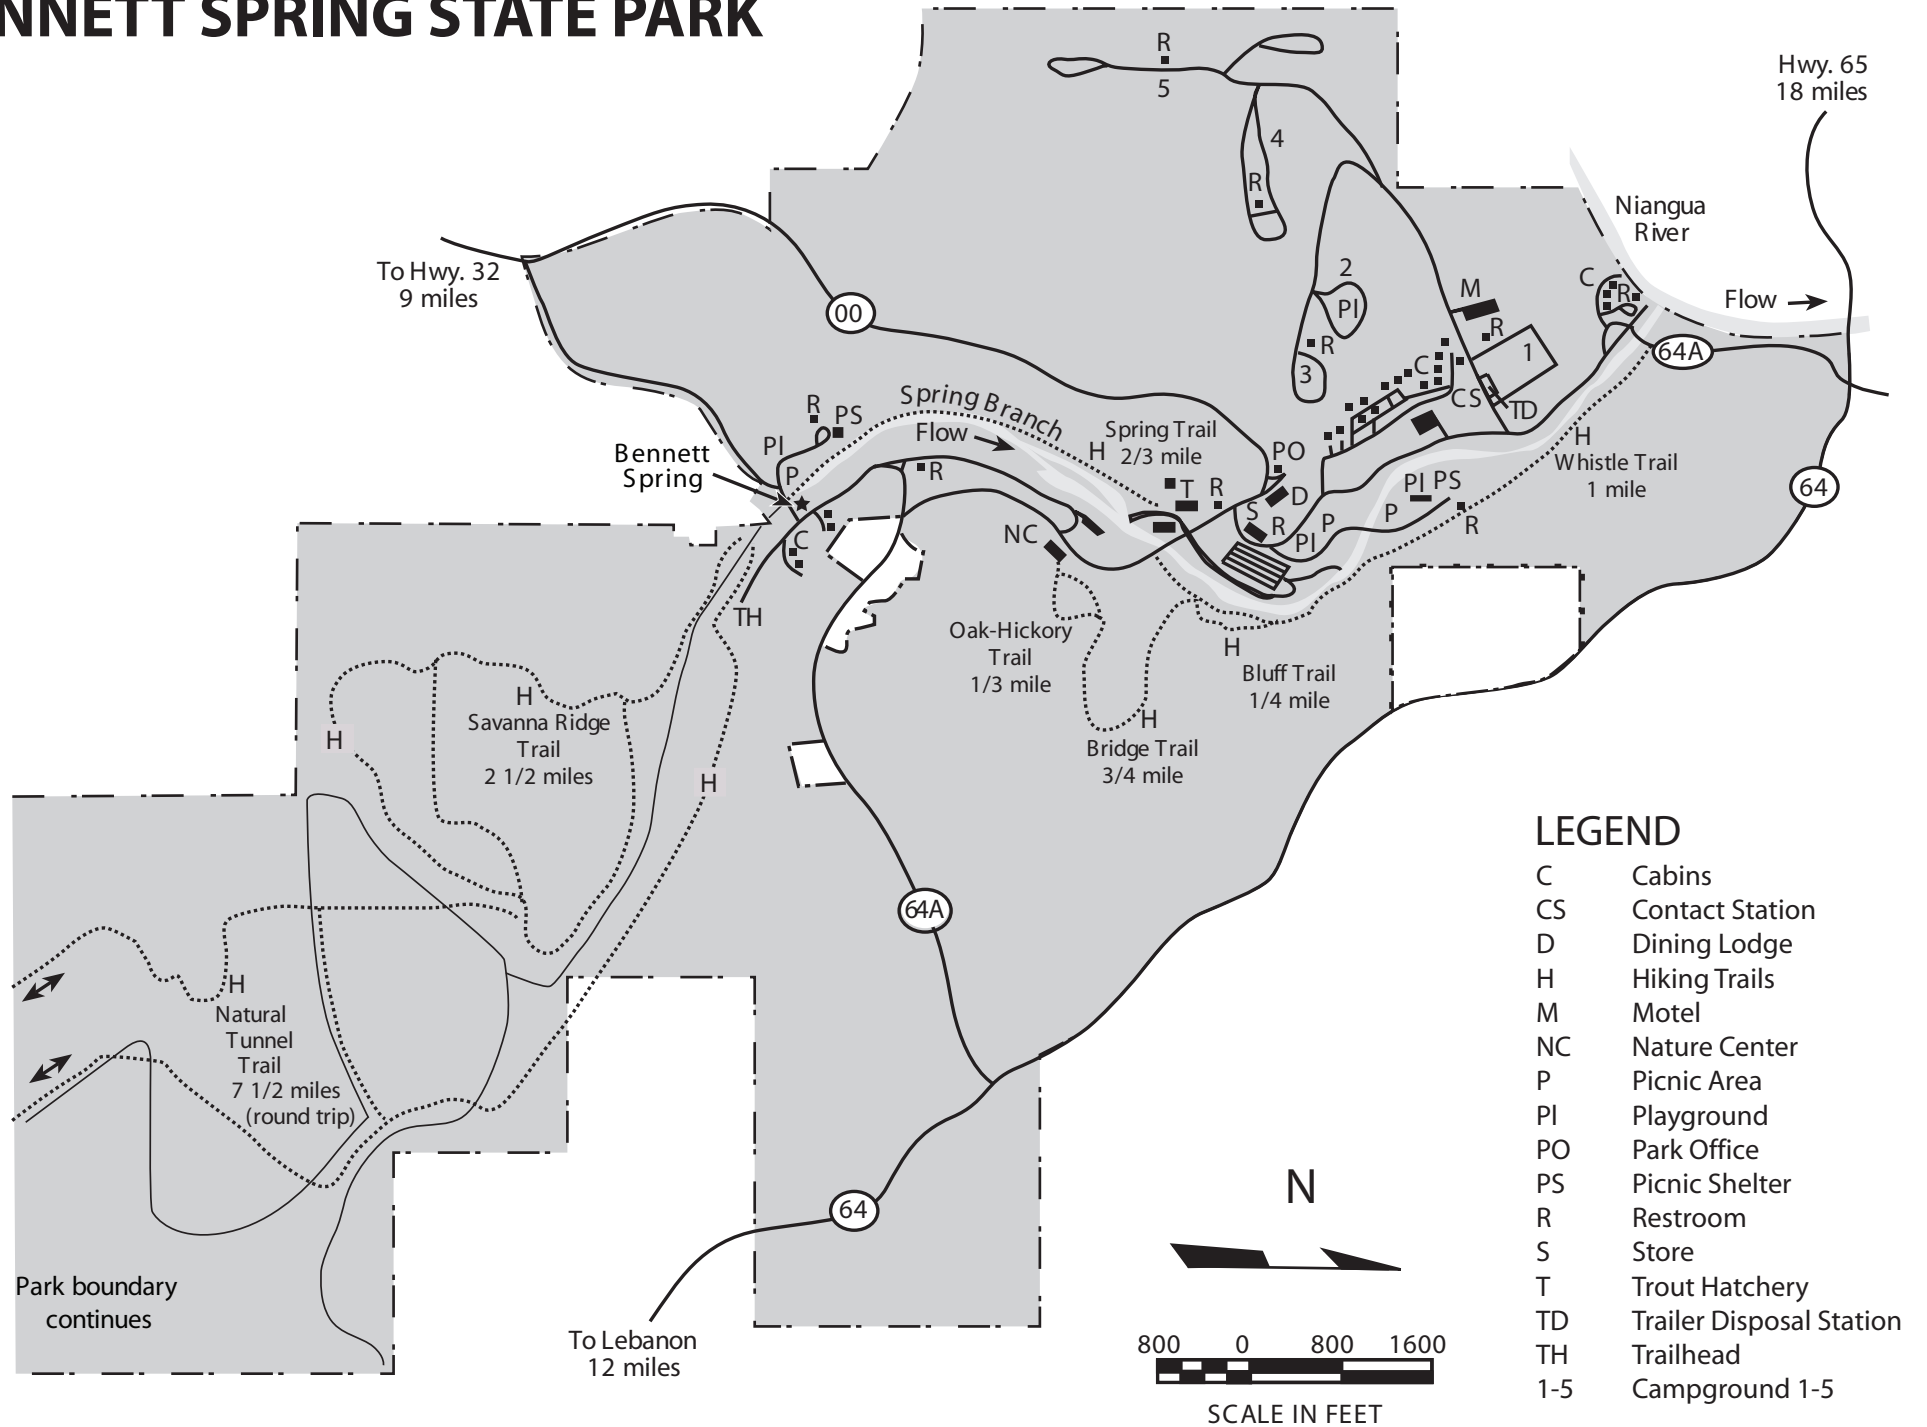 NNETT SPRING STATE PARK
R
5
4
R
Hwy. 65
18 miles
Niangua
River
To Hwy. 32
9 miles
00
2
Pl
M
C
R
Flow
R
R
3
1
64A
C
CS
TD
R
PS
Pl
P
Spring Branch
Flow
Bennett
Spring
H
Spring Trail
2/3 mile
PO
H
Whistle Trail
1 mile
R
T
R
D
S
R
P
Pl
Pl
PS
P
R
64
NC
C
TH
Oak-Hickory
Trail
1/3 mile
H
Bluff Trail
1/4 mile
H
Savanna Ridge
Trail
2 1/2 miles
H
H
H
Bridge Trail
3/4 mile
64A
H
Natural
Tunnel
Trail
7 1/2 miles
(round trip)
64
Park boundary
continues
To Lebanon
12 miles
N
800 0 800 1600
SCALE IN FEET
LEGEND
C Cabins
CS Contact Station
D Dining Lodge
H Hiking Trails
M Motel
NC Nature Center
P Picnic Area
Pl Playground
PO Park Office
PS Picnic Shelter
R Restroom
S Store
T Trout Hatchery
TD Trailer Disposal Station
TH Trailhead
1-5 Campground 1-5